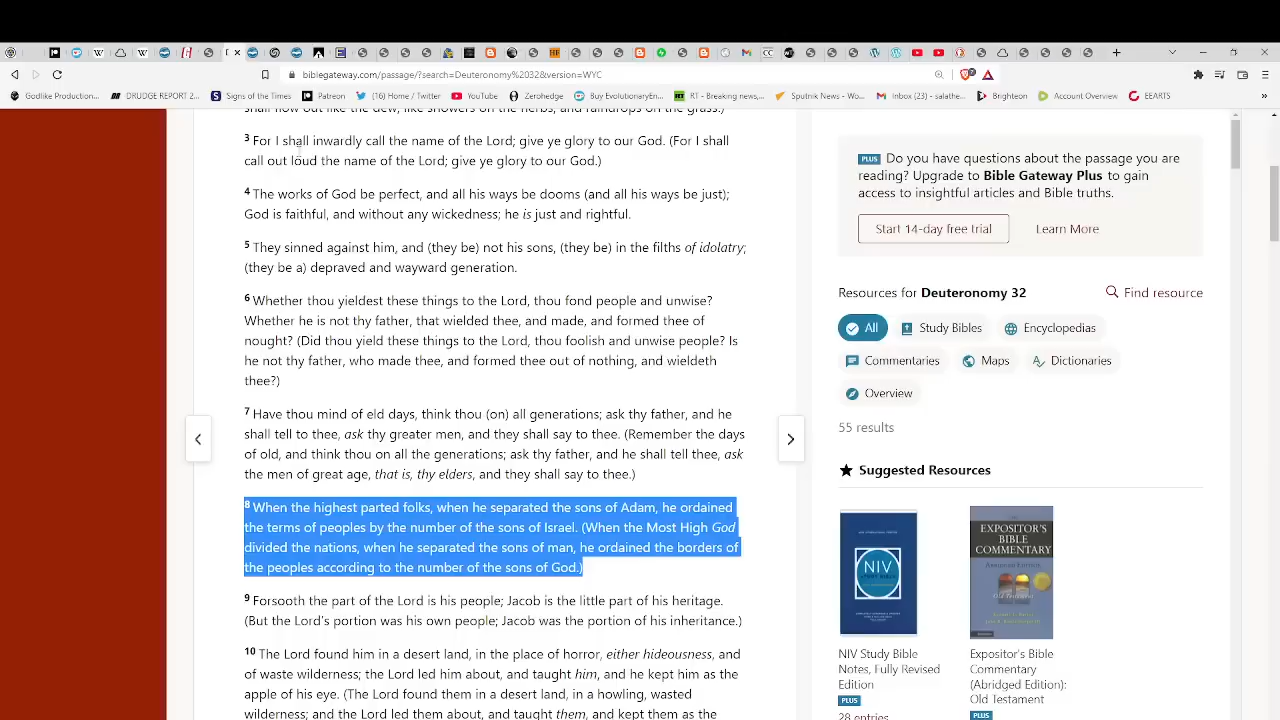 biblegateway.com/passage/?search=Deuteronomy%2032&version=WYC
Godlike Production...
DRUDGE REPORT 2...
Signs of the Times
Patreon
(16) Home / Twitter
YouTube
Zerohedge
Buy EvolutionaryEn...
RT - Breaking news,...
Sputnik News - Wo...
Inbox (23) - salathe...
Brighteon
Account Overview
EEARTS
»
shall flow out like the dew, like showers on the herbs, and raindrops on the grass.)
3 For I shall inwardly call the name of the Lord; give ye glory to our God. (For I shall
call out loud the name of the Lord; give ye glory to our God.)
4 The works of God be perfect, and all his ways be dooms (and all his ways be just);
God is faithful, and without any wickedness; he is just and rightful.
5 They sinned against him, and (they be) not his sons, (they be) in the filths of idolatry;
(they be a) depraved and wayward generation.
6 Whether thou yieldest these things to the Lord, thou fond people and unwise?
Whether he is not thy father, that wielded thee, and made, and formed thee of
nought? (Did thou yield these things to the Lord, thou foolish and unwise people? Is
he not thy father, who made thee, and formed thee out of nothing, and wieldeth
thee?)
7 Have thou mind of eld days, think thou (on) all generations; ask thy father, and he
shall tell to thee, ask thy greater men, and they shall say to thee. (Remember the days
of old, and think thou on all the generations; ask thy father, and he shall tell thee, ask
the men of great age, that is, thy elders, and they shall say to thee.)
8 When the highest parted folks, when he separated the sons of Adam, he ordained
the terms of peoples by the number of the sons of Israel. (When the Most High God
divided the nations, when he separated the sons of man, he ordained the borders of
the peoples according to the number of the sons of God.)
9 Forsooth the part of the Lord is his people; Jacob is the little part of his heritage.
(But the Lord's portion was his own people; Jacob was the portion of his inheritance.)
10 The Lord found him in a desert land, in the place of horror, either hideousness, and
of waste wilderness; the Lord led him about, and taught him, and he kept him as the
apple of his eye. (The Lord found them in a desert land, in a howling, wasted
wilderness; and the Lord led them about, and taught them, and kept them as the
PLUS Do you have questions about the passage you are
reading? Upgrade to Bible Gateway Plus to gain
access to insightful articles and Bible truths.
Start 14-day free trial
Learn More
Resources for Deuteronomy 32
Find resource
All
Study Bibles
Encyclopedias
Commentaries
Maps
Dictionaries
Overview
55 results
Suggested Resources
NIV
EXPOSITOR'S
BIBLE
COMMENTARY
NIV Study Bible
Notes, Fully Revised
Edition
PLUS
28 entries
Expositor's Bible
Commentary
(Abridged Edition):
Old Testament
PLUS